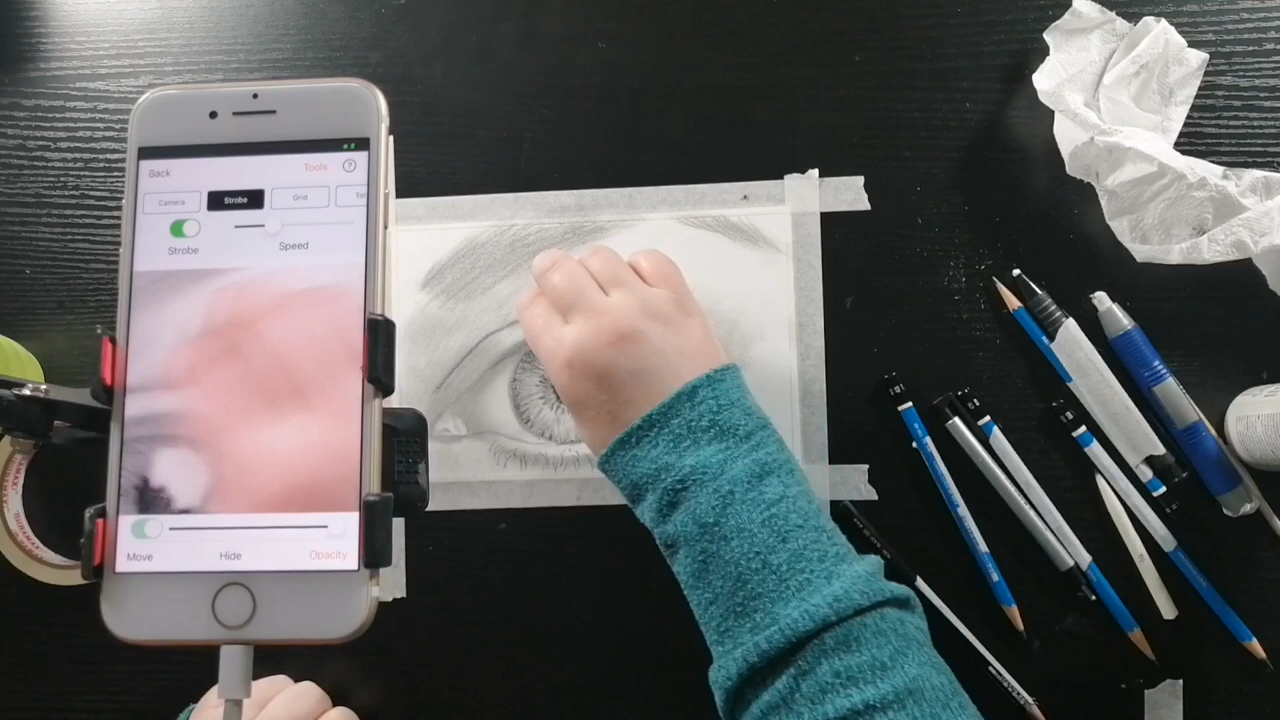 Back
Tools
?
Camera
Strobe
Grid
Strobe
Speed
Move
Hide
Opacity